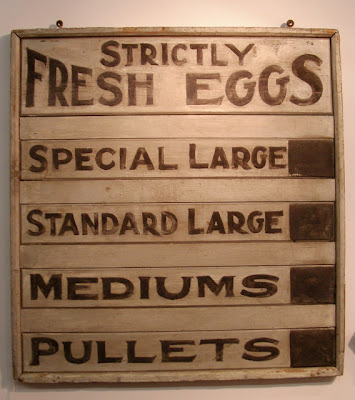 STRICTLY
FRESH EGGS
SPECIAL LARGE
STANDARD LARGE
MEDIUMS
PULLETS